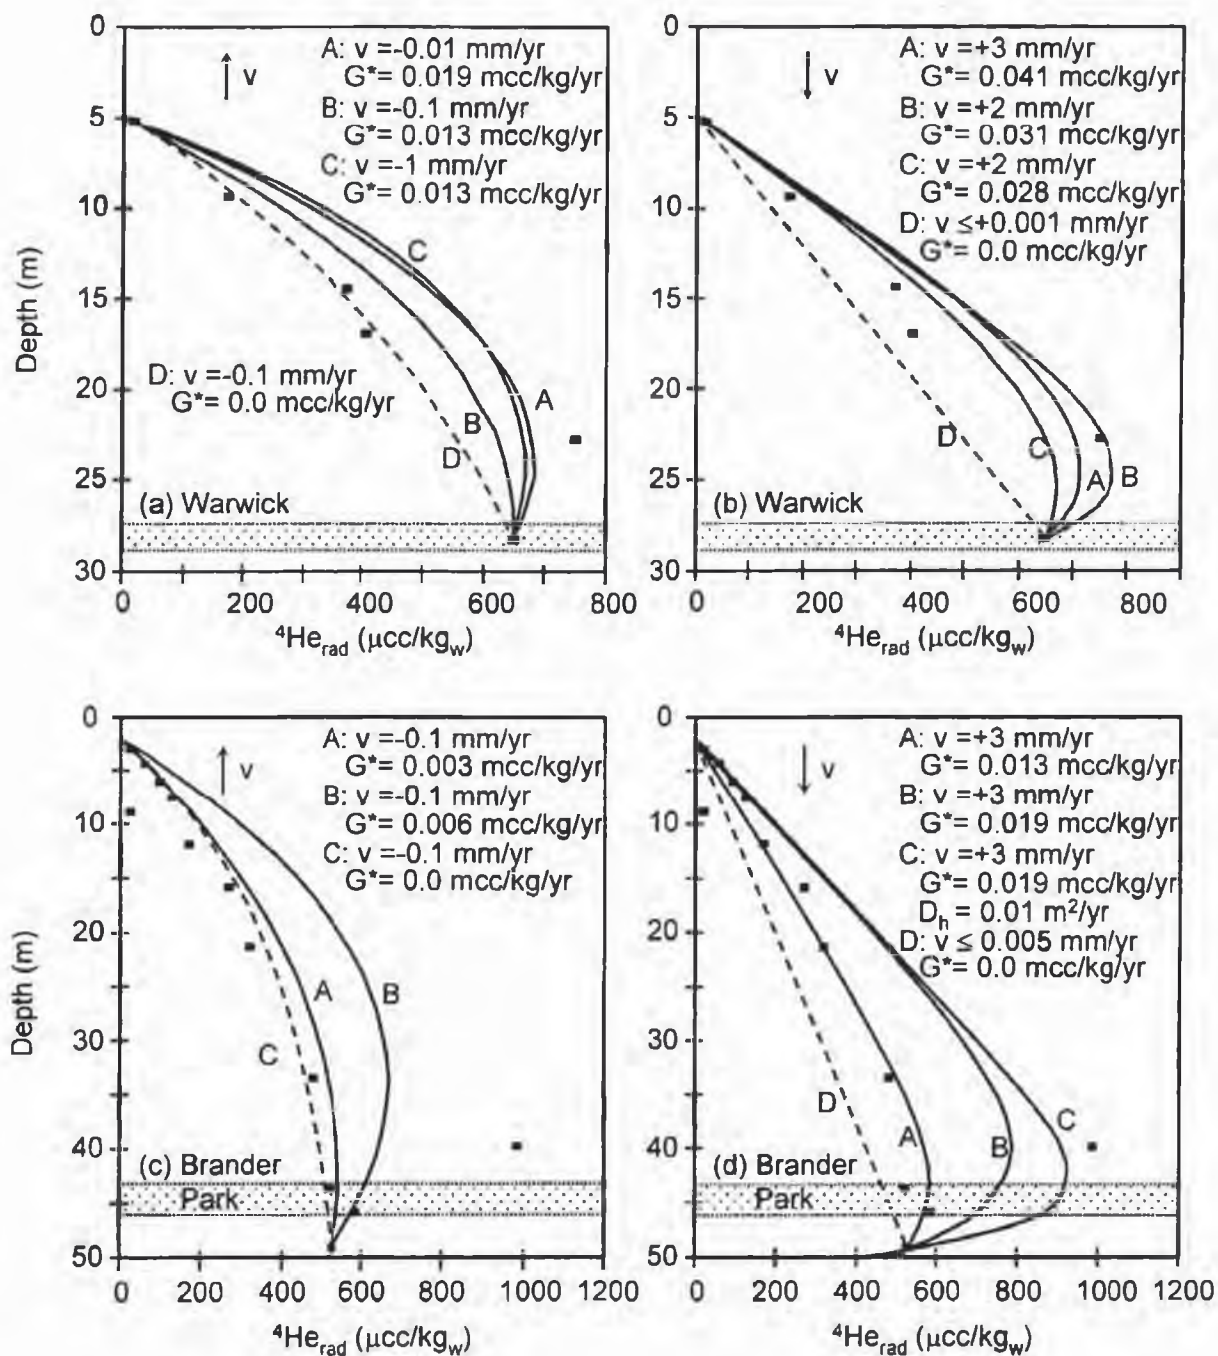 0
5
10
15
20
25
30
Depth (m)
A: v =-0.01 mm/yr
G*= 0.019 mcc/kg/yr
B: v =-0.1 mm/yr
G*= 0.013 mcc/kg/yr
C: v =-1 mm/yr
G*= 0.013 mcc/kg/yr
v
C
D: v =-0.1 mm/yr
G*= 0.0 mcc/kg/yr
A
B
D
(a) Warwick
0 200 400 600 800
⁴He_rad (µcc/kg_w)
0
5
10
15
20
25
30
A: v =+3 mm/yr
G*= 0.041 mcc/kg/yr
B: v =+2 mm/yr
G*= 0.031 mcc/kg/yr
C: v =+2 mm/yr
G*= 0.028 mcc/kg/yr
D: v ≤+0.001 mm/yr
G*= 0.0 mcc/kg/yr
v
D
C
A
B
(b) Warwick
0 200 400 600 800
⁴He_rad (µcc/kg_w)
0
10
20
30
40
50
Depth (m)
A: v =-0.1 mm/yr
G*= 0.003 mcc/kg/yr
B: v =-0.1 mm/yr
G*= 0.006 mcc/kg/yr
C: v =-0.1 mm/yr
G*= 0.0 mcc/kg/yr
v
A
B
C
(c) Brander
Park
0 200 400 600 800 1000 1200
⁴He_rad (µcc/kg_w)
0
10
20
30
40
50
A: v =+3 mm/yr
G*= 0.013 mcc/kg/yr
B: v =+3 mm/yr
G*= 0.019 mcc/kg/yr
C: v =+3 mm/yr
G*= 0.019 mcc/kg/yr
D_h = 0.01 m²/yr
D: v ≤ 0.005 mm/yr
G*= 0.0 mcc/kg/yr
v
D
A
B
C
(d) Brander
Park
0 200 400 600 800 1000 1200
⁴He_rad (µcc/kg_w)